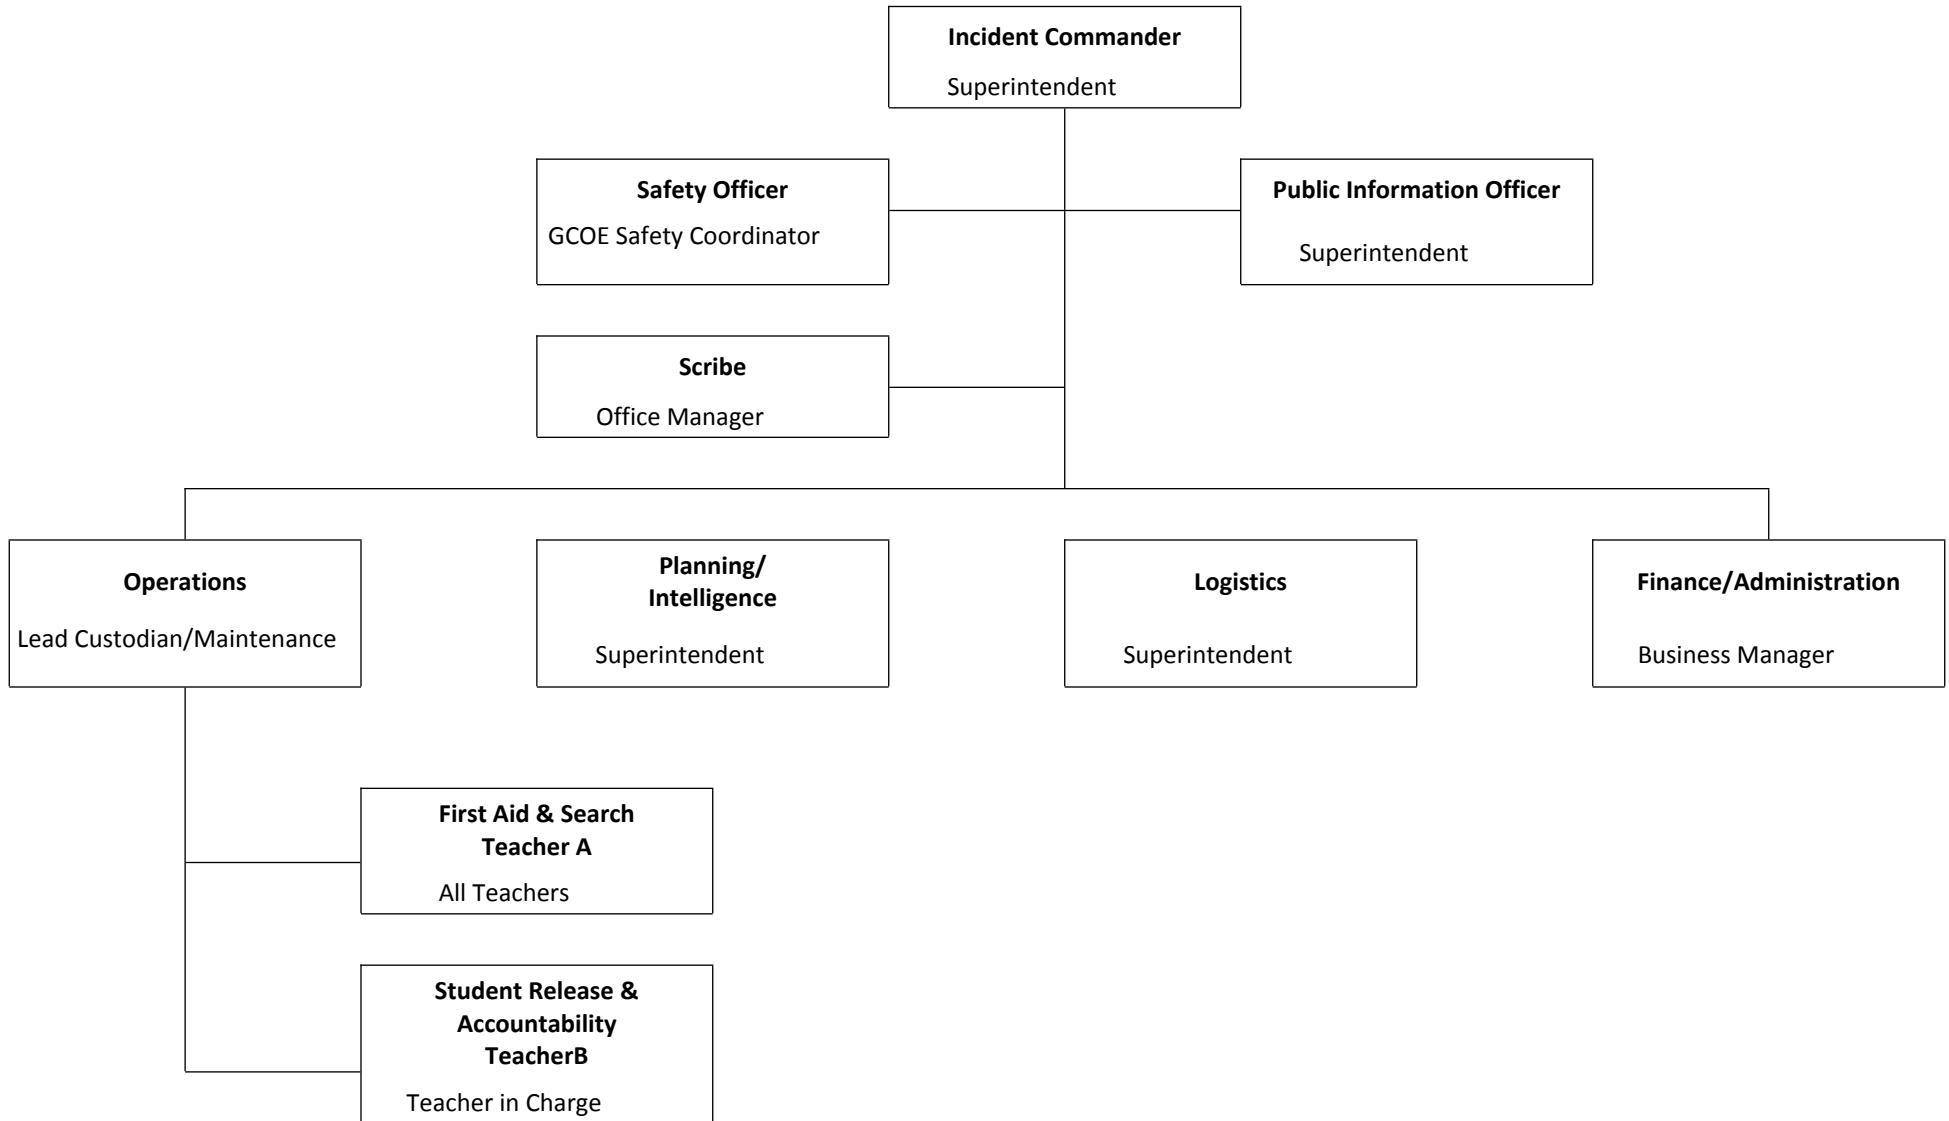 Incident Commander
Superintendent
Safety Officer
GCOE Safety Coordinator
Public Information Officer
Superintendent
Scribe
Office Manager
Operations
Lead Custodian/Maintenance
Planning/
Intelligence
Superintendent
Logistics
Superintendent
Finance/Administration
Business Manager
First Aid & Search
Teacher A
All Teachers
Student Release &
Accountability
TeacherB
Teacher in Charge